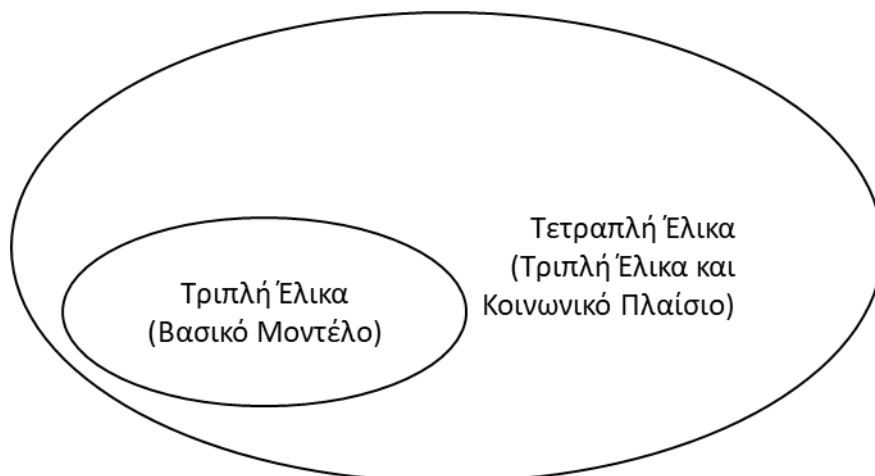 Τετραπλή Έλικα
(Τριπλή Έλικα και
Κοινωνικό Πλαίσιο)
Τριπλή Έλικα
(Βασικό Μοντέλο)